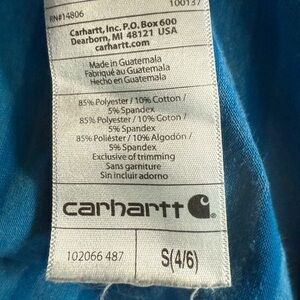 RN#14806 100137
Carhartt, Inc. P.O. Box 600
Dearborn, MI 48121 USA
carhartt.com
Made in Guatemala
Fabriqué au Guatemala
Hecho en Guatemala
85% Polyester / 10% Cotton /
5% Spandex
85% Polyester / 10% Coton /
5% Spandex
85% Poliéster / 10% Algodón /
5% Spandex
Exclusive of trimming
Sans garniture
Sin incluir adorno
carhartt
102066 487 S(4/6)